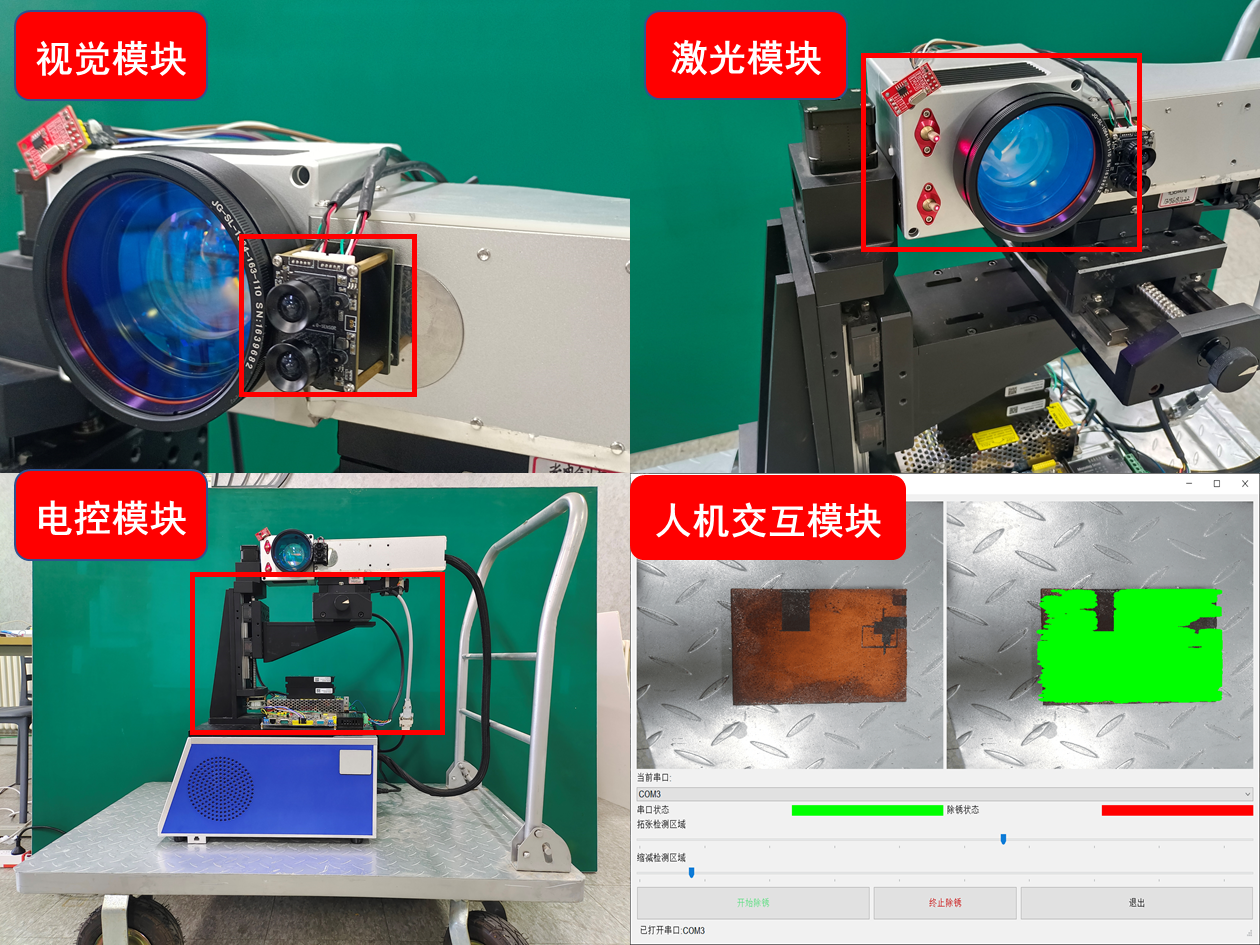 视觉模块
激光模块
电控模块
人机交互模块
当前串口:
COM3
串口状态
除锈状态
拓张检测区域
缩减检测区域
开始除锈
终止除锈
退出
已打开串口:COM3